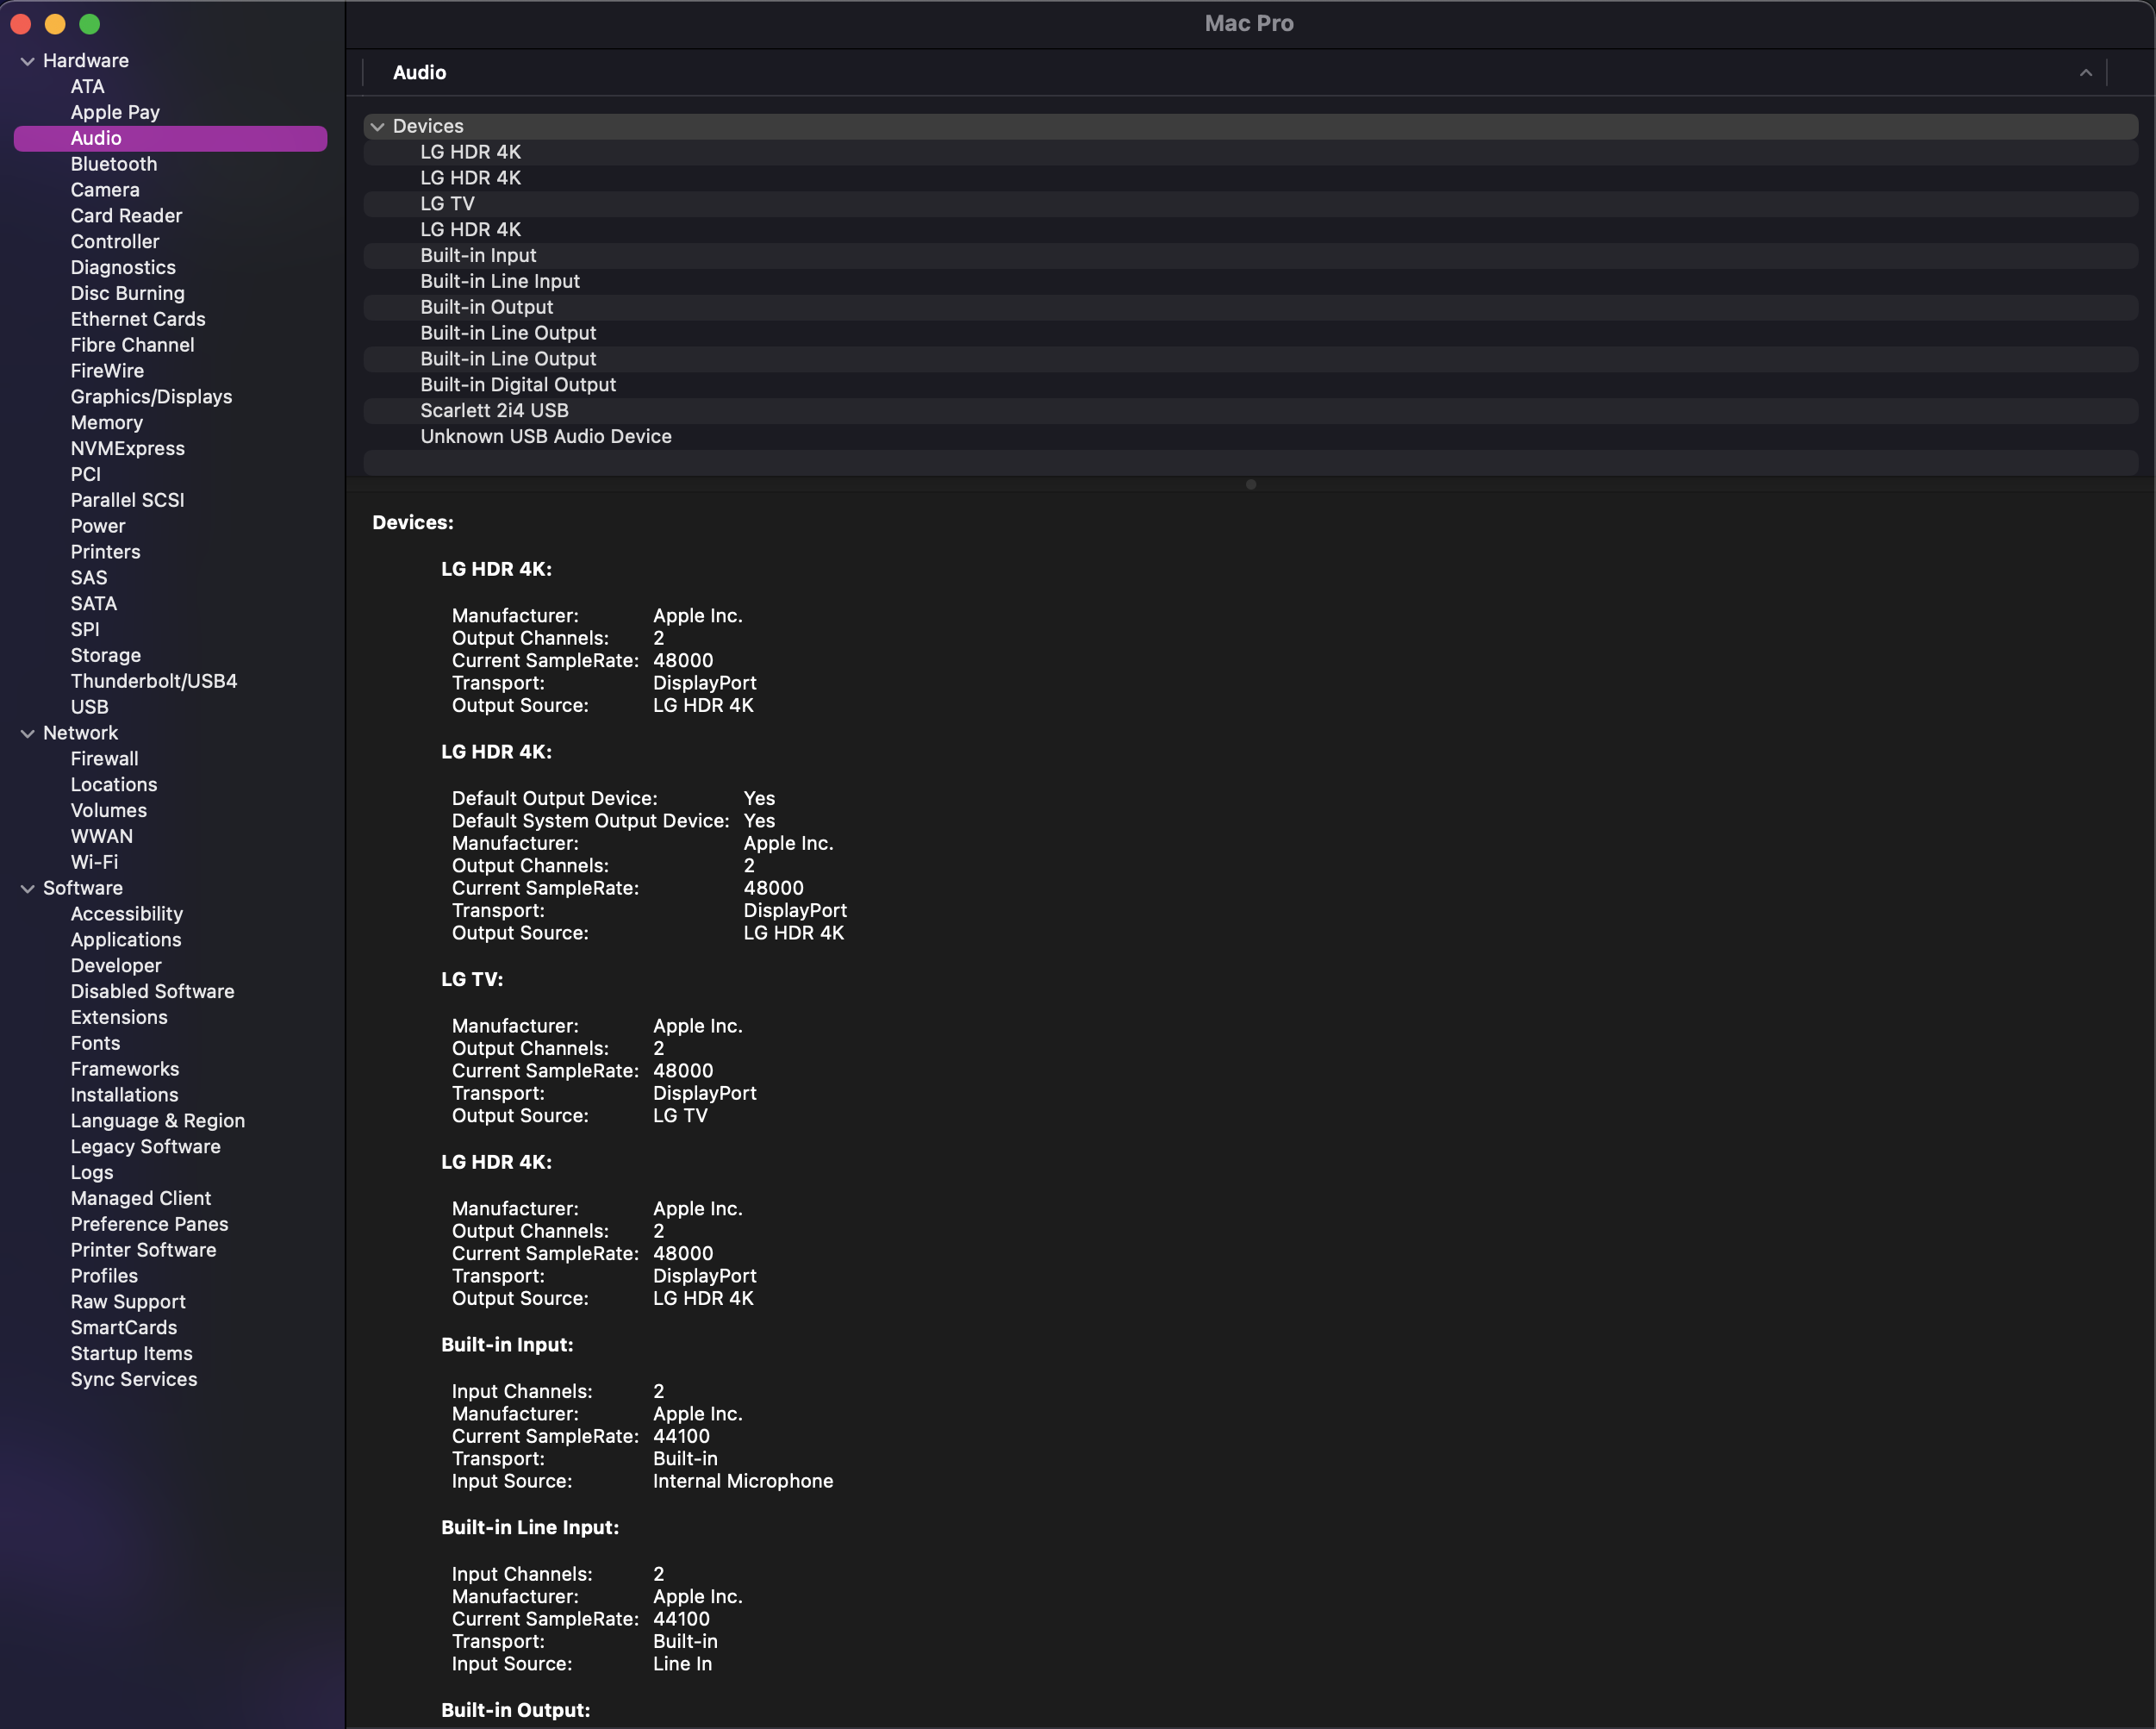 Mac Pro
Hardware
ATA
Apple Pay
Audio
Bluetooth
Camera
Card Reader
Controller
Diagnostics
Disc Burning
Ethernet Cards
Fibre Channel
FireWire
Graphics/Displays
Memory
NVMExpress
PCI
Parallel SCSI
Power
Printers
SAS
SATA
SPI
Storage
Thunderbolt/USB4
USB
Network
Firewall
Locations
Volumes
WWAN
Wi-Fi
Software
Accessibility
Applications
Developer
Disabled Software
Extensions
Fonts
Frameworks
Installations
Language & Region
Legacy Software
Logs
Managed Client
Preference Panes
Printer Software
Profiles
Raw Support
SmartCards
Startup Items
Sync Services
Audio
Devices
LG HDR 4K
LG HDR 4K
LG TV
LG HDR 4K
Built-in Input
Built-in Line Input
Built-in Output
Built-in Line Output
Built-in Line Output
Built-in Digital Output
Scarlett 2i4 USB
Unknown USB Audio Device
Devices:
LG HDR 4K:
Manufacturer: Apple Inc.
Output Channels: 2
Current SampleRate: 48000
Transport: DisplayPort
Output Source: LG HDR 4K
LG HDR 4K:
Default Output Device: Yes
Default System Output Device: Yes
Manufacturer: Apple Inc.
Output Channels: 2
Current SampleRate: 48000
Transport: DisplayPort
Output Source: LG HDR 4K
LG TV:
Manufacturer: Apple Inc.
Output Channels: 2
Current SampleRate: 48000
Transport: DisplayPort
Output Source: LG TV
LG HDR 4K:
Manufacturer: Apple Inc.
Output Channels: 2
Current SampleRate: 48000
Transport: DisplayPort
Output Source: LG HDR 4K
Built-in Input:
Input Channels: 2
Manufacturer: Apple Inc.
Current SampleRate: 44100
Transport: Built-in
Input Source: Internal Microphone
Built-in Line Input:
Input Channels: 2
Manufacturer: Apple Inc.
Current SampleRate: 44100
Transport: Built-in
Input Source: Line In
Built-in Output: